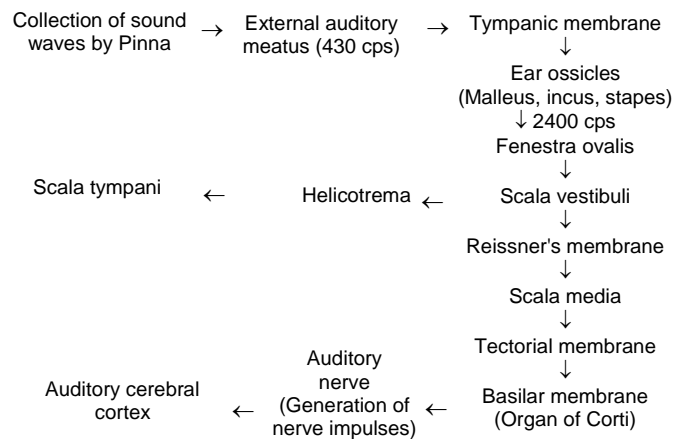 Collection of sound
waves by Pinna
→
External auditory
meatus (430 cps)
→
Tympanic membrane
↓
Ear ossicles
(Malleus, incus, stapes)
↓ 2400 cps
Fenestra ovalis
↓
Scala vestibuli
←
Helicotrema
←
Scala tympani
↓
Reissner's membrane
↓
Scala media
↓
Tectorial membrane
↓
Basilar membrane
(Organ of Corti)
←
Auditory
nerve
(Generation of
nerve impulses)
←
Auditory cerebral
cortex